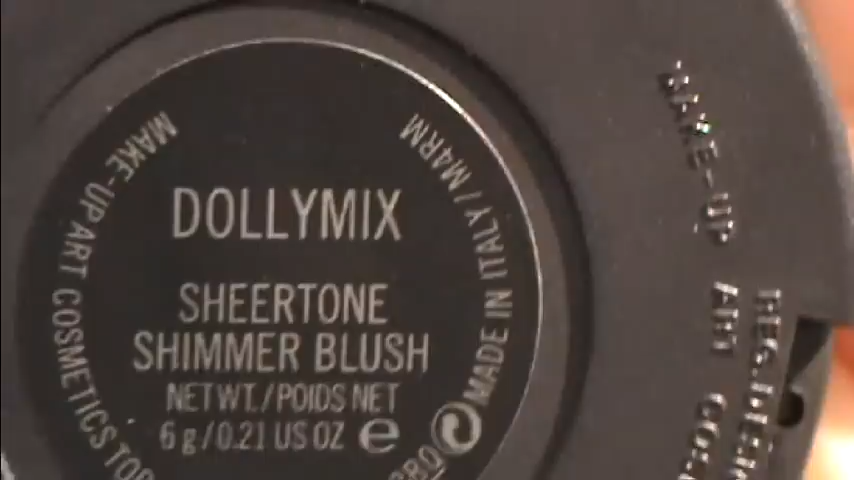 DOLLYMIX
SHEERTONE
SHIMMER BLUSH
NET WT./POIDS NET
6 g/0.21 US OZ e
MAKE-UP ART COSMETICS
MADE IN ITALY/M4RM
MAKE-UP ART